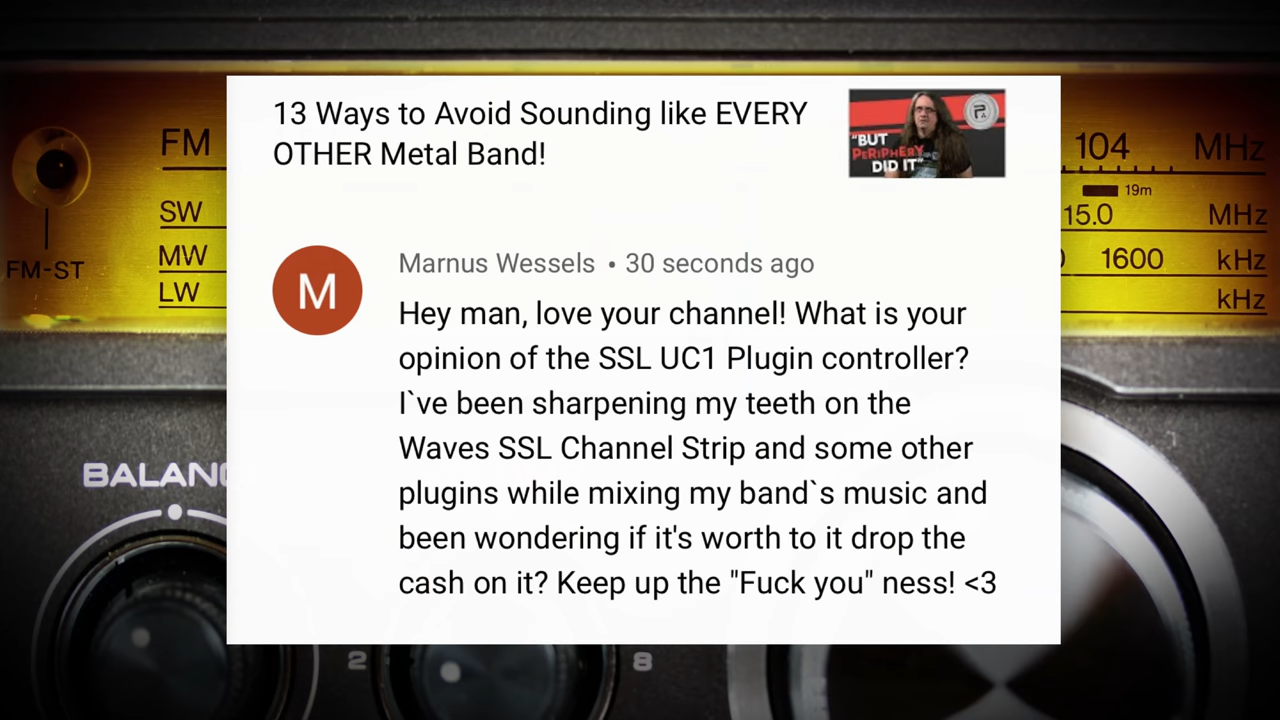 13 Ways to Avoid Sounding like EVERY
OTHER Metal Band!
"BUT
PERIPHERY
DID IT"
M
Marnus Wessels • 30 seconds ago
Hey man, love your channel! What is your
opinion of the SSL UC1 Plugin controller?
I`ve been sharpening my teeth on the
Waves SSL Channel Strip and some other
plugins while mixing my band`s music and
been wondering if it's worth to it drop the
cash on it? Keep up the "Fuck you" ness! <3
FM
SW
MW
LW
FM-ST
104 MHz
19m
15.0 MHz
1600 kHz
kHz
BALANC
2
8